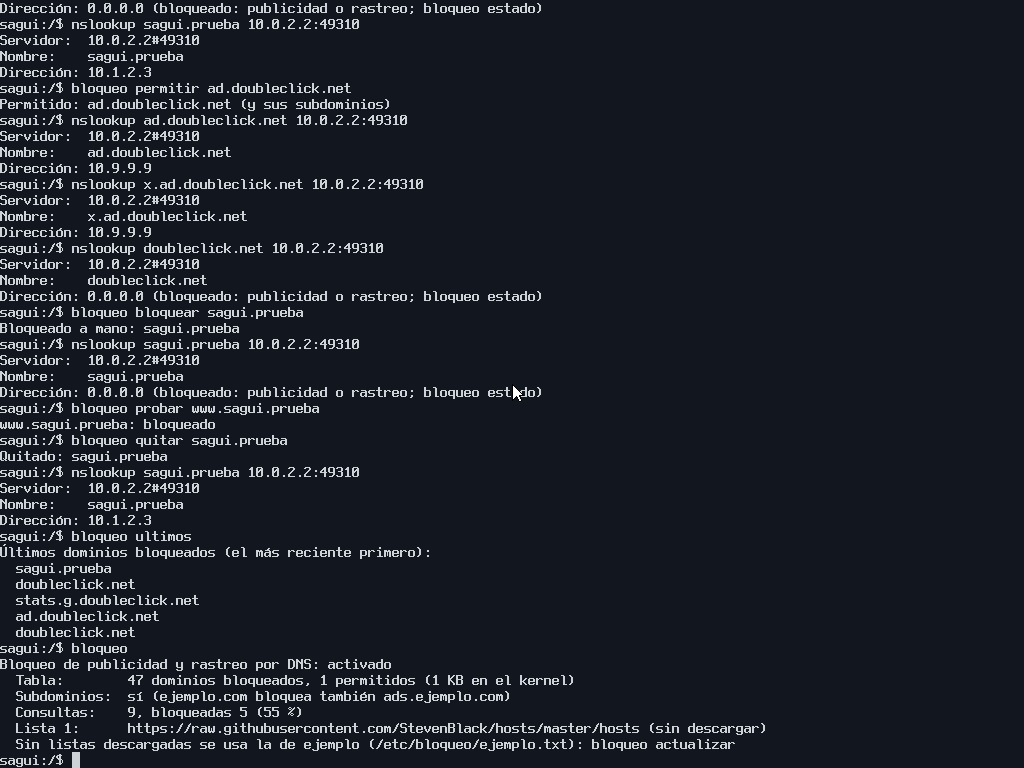 Dirección: 0.0.0.0 (bloqueado: publicidad o rastreo; bloqueo estado)
sagui:/$ nslookup sagui.prueba 10.0.2.2:49310
Servidor:  10.0.2.2#49310
Nombre:    sagui.prueba
Dirección: 10.1.2.3
sagui:/$ bloqueo permitir ad.doubleclick.net
Permitido: ad.doubleclick.net (y sus subdominios)
sagui:/$ nslookup ad.doubleclick.net 10.0.2.2:49310
Servidor:  10.0.2.2#49310
Nombre:    ad.doubleclick.net
Dirección: 10.9.9.9
sagui:/$ nslookup x.ad.doubleclick.net 10.0.2.2:49310
Servidor:  10.0.2.2#49310
Nombre:    x.ad.doubleclick.net
Dirección: 10.9.9.9
sagui:/$ nslookup doubleclick.net 10.0.2.2:49310
Servidor:  10.0.2.2#49310
Nombre:    doubleclick.net
Dirección: 0.0.0.0 (bloqueado: publicidad o rastreo; bloqueo estado)
sagui:/$ bloqueo bloquear sagui.prueba
Bloqueado a mano: sagui.prueba
sagui:/$ nslookup sagui.prueba 10.0.2.2:49310
Servidor:  10.0.2.2#49310
Nombre:    sagui.prueba
Dirección: 0.0.0.0 (bloqueado: publicidad o rastreo; bloqueo estado)
sagui:/$ bloqueo probar www.sagui.prueba
www.sagui.prueba: bloqueado
sagui:/$ bloqueo quitar sagui.prueba
Quitado: sagui.prueba
sagui:/$ nslookup sagui.prueba 10.0.2.2:49310
Servidor:  10.0.2.2#49310
Nombre:    sagui.prueba
Dirección: 10.1.2.3
sagui:/$ bloqueo ultimos
Últimos dominios bloqueados (el más reciente primero):
  sagui.prueba
  doubleclick.net
  stats.g.doubleclick.net
  ad.doubleclick.net
  doubleclick.net
sagui:/$ bloqueo
Bloqueo de publicidad y rastreo por DNS: activado
  Tabla:        47 dominios bloqueados, 1 permitidos (1 KB en el kernel)
  Subdominios:  sí (ejemplo.com bloquea también ads.ejemplo.com)
  Consultas:    9, bloqueadas 5 (55 %)
  Lista 1:      https://raw.githubusercontent.com/StevenBlack/hosts/master/hosts (sin descargar)
  Sin listas descargadas se usa la de ejemplo (/etc/bloqueo/ejemplo.txt): bloqueo actualizar
sagui:/$